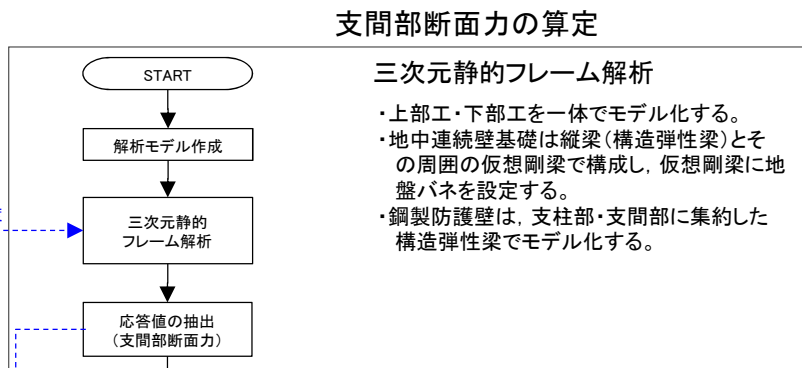 支間部断面力の算定
START
解析モデル作成
三次元静的
フレーム解析
応答値の抽出
（支間部断面力）
三次元静的フレーム解析
・上部工・下部工を一体でモデル化する。
・地中連続壁基礎は縦梁（構造弾性梁）とそ
の周囲の仮想剛梁で構成し，仮想剛梁に地
盤バネを設定する。
・鋼製防護壁は，支柱部・支間部に集約した
構造弾性梁でモデル化する。